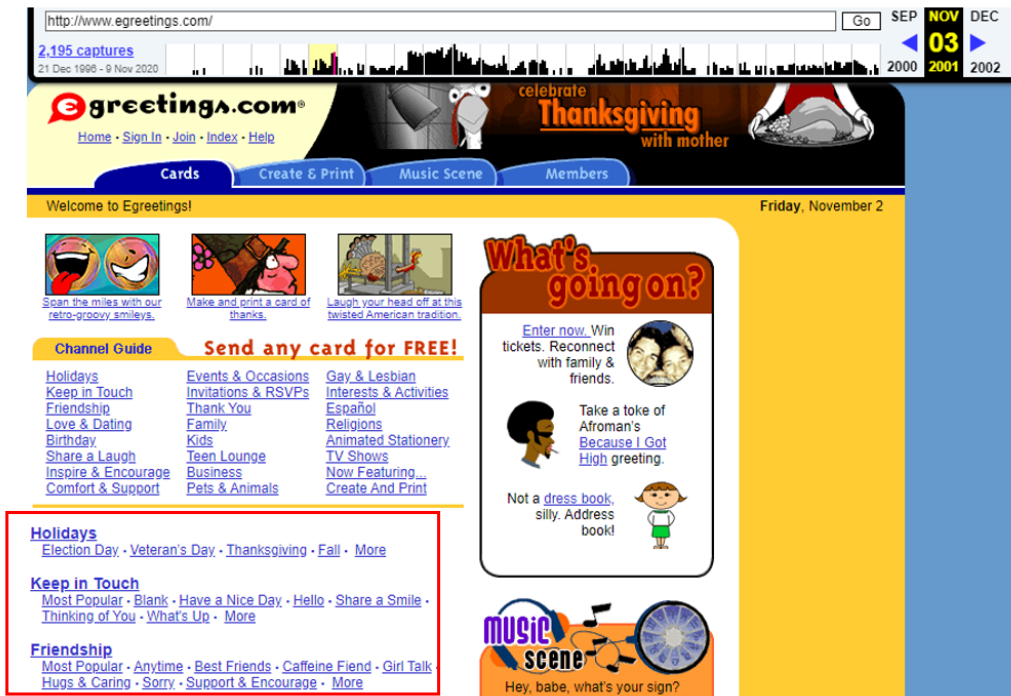 http://www.egreetings.com/
Go
SEP NOV DEC
2,195 captures
03
21 Dec 1996 - 9 Nov 2020
2000 2001 2002
egreetings.com®
celebrate
Thanksgiving
with mother
Home • Sign In • Join • Index • Help
Cards
Create & Print
Music Scene
Members
Welcome to Egreetings!
Friday, November 2
Span the miles with our
retro-groovy smileys.
Make and print a card of
thanks.
Laugh your head off at this
twisted American tradition.
Channel Guide
Send any card for FREE!
Holidays
Keep in Touch
Friendship
Love & Dating
Birthday
Share a Laugh
Inspire & Encourage
Comfort & Support
Events & Occasions
Invitations & RSVPs
Thank You
Family
Kids
Teen Lounge
Business
Pets & Animals
Gay & Lesbian
Interests & Activities
Español
Religions
Animated Stationery
TV Shows
Now Featuring...
Create And Print
Holidays
Election Day • Veteran's Day • Thanksgiving • Fall • More
Keep in Touch
Most Popular • Blank • Have a Nice Day • Hello • Share a Smile •
Thinking of You • What's Up • More
Friendship
Most Popular • Anytime • Best Friends • Caffeine Fiend • Girl Talk •
Hugs & Caring • Sorry • Support & Encourage • More
What's
going on?
Enter now. Win
tickets. Reconnect
with family &
friends.
Take a toke of
Afroman's
Because I Got
High greeting.
Not a dress book,
silly. Address
book!
MUSIC
SCENE
Hey, babe, what's your sign?